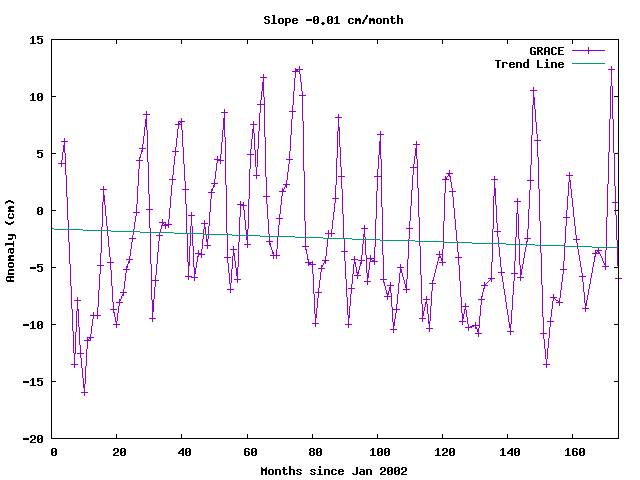 Slope -0.01 cm/month
15
GRACE
Trend Line
10
5
0
-5
-10
-15
-20
Anomaly (cm)
0 20 40 60 80 100 120 140 160
Months since Jan 2002